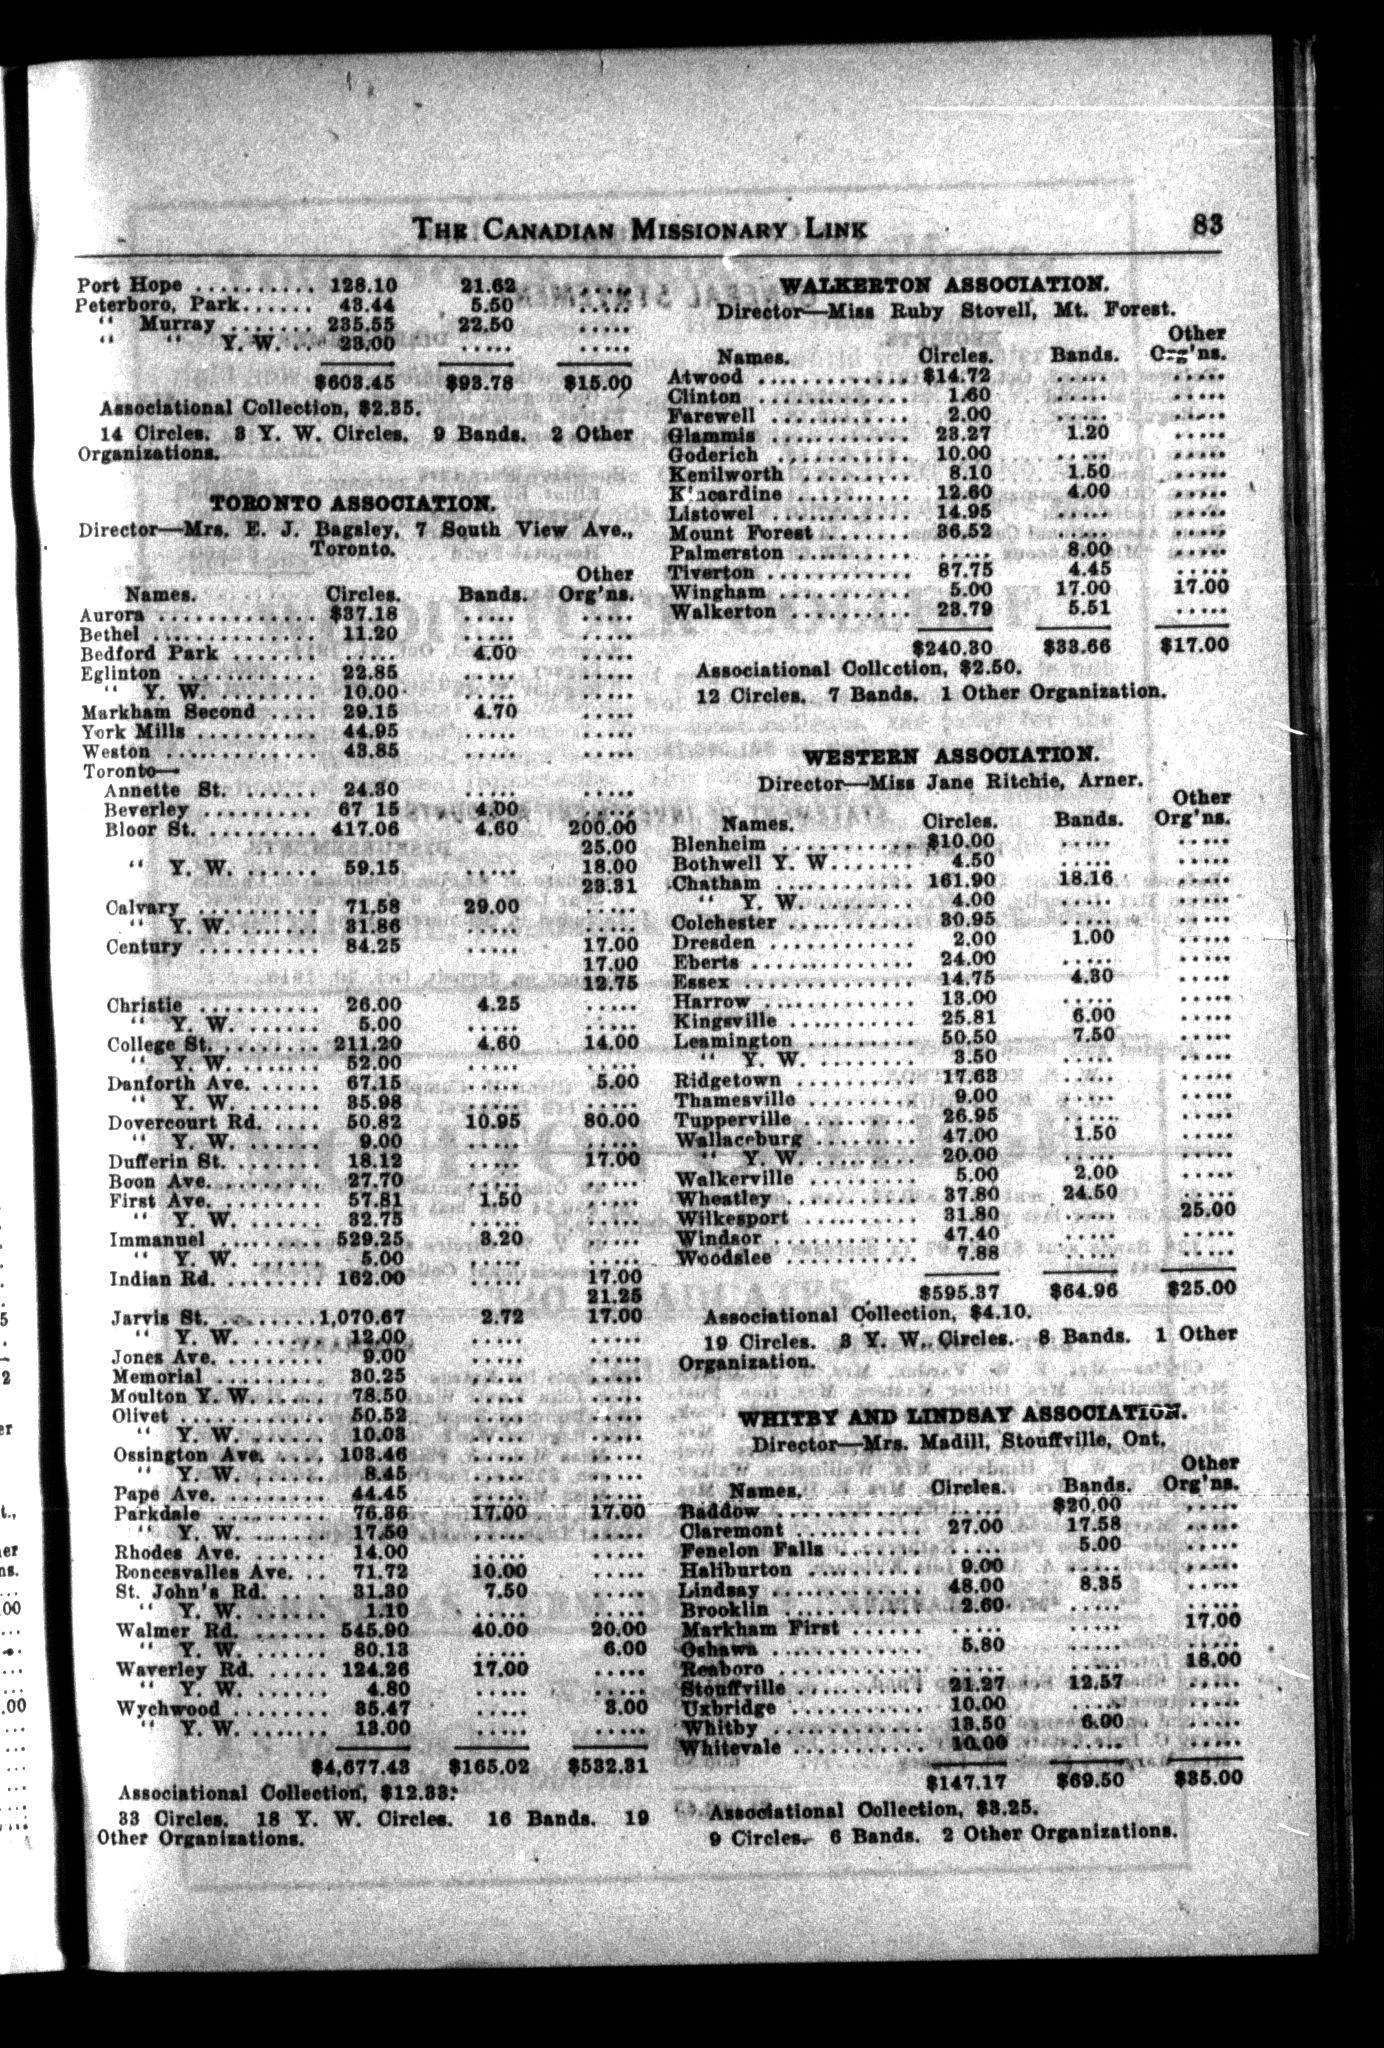 THE CANADIAN MISSIONARY LINK 83
Port Hope .......... 128.10 21.62 .....
Peterboro, Park...... 43.44 5.50 .....
" Murray ....... 235.55 22.50 .....
" " Y. W. .. 23.00 ..... .....
$603.45 $93.78 $15.00
Associational Collection, $2.35.
14 Circles. 3 Y. W. Circles. 9 Bands. 2 Other
Organizations.
TORONTO ASSOCIATION.
Director—Mrs. E. J. Bagsley, 7 South View Ave.,
Toronto.
Other
Names. Circles. Bands. Org'ns.
Aurora ............. $37.18 ..... .....
Bethel .............. 11.20 ..... .....
Bedford Park ....... ..... 4.00 .....
Eglinton ............ 22.85 ..... .....
" Y. W. ........ 10.00 ..... .....
Markham Second .... 29.15 4.70 .....
York Mills .......... 44.95 ..... .....
Weston ............. 43.85 ..... .....
Toronto—
Annette St. ...... 24.30 ..... .....
Beverley ......... 67 15 4.00 .....
Bloor St. ......... 417.06 4.60 200.00
25.00
" Y. W. ...... 59.15 ..... 18.00
23.31
Calvary ........... 71.58 29.00 .....
" Y. W. ...... 31.86 ..... .....
Century .......... 84.25 ..... 17.00
17.00
12.75
Christie .......... 26.00 4.25 .....
" Y. W. ...... 5.00 ..... .....
College St. ........ 211.20 4.60 14.00
" Y. W. ...... 52.00 ..... .....
Danforth Ave. ..... 67.15 ..... 5.00
" Y. W. ...... 35.98 ..... .....
Dovercourt Rd. .... 50.82 10.95 80.00
" Y. W. ...... 9.00 ..... .....
Dufferin St. ....... 18.12 ..... 17.00
Boon Ave. ......... 27.70 ..... .....
First Ave. ........ 57.81 1.50 .....
" Y. W. ...... 32.75 ..... .....
Immanuel ......... 529.25 3.20 .....
" Y. W. ...... 5.00 ..... .....
Indian Rd. ........ 162.00 ..... 17.00
21.25
Jarvis St. ......... 1,070.67 2.72 17.00
" Y. W. ...... 12.00 ..... .....
Jones Ave. ........ 9.00 ..... .....
Memorial .......... 30.25 ..... .....
Moulton Y. W. ..... 78.50 ..... .....
Olivet ............ 50.52 ..... .....
" Y. W. ...... 10.03 ..... .....
Ossington Ave. .... 103.46 ..... .....
" Y. W. ...... 8.45 ..... .....
Pape Ave. ......... 44.45 ..... .....
Parkdale .......... 76.36 17.00 17.00
" Y. W. ...... 17.50 ..... .....
Rhodes Ave. ....... 14.00 ..... .....
Roncesvalles Ave. .. 71.72 10.00 .....
St. John's Rd. .... 31.30 7.50 .....
" Y. W. ...... 1.10 ..... .....
Walmer Rd. ....... 545.90 40.00 20.00
" Y. W. ...... 80.13 ..... 6.00
Waverley Rd. ..... 124.26 17.00 .....
" Y. W. ...... 4.80 ..... .....
Wychwood ........ 35.47 ..... 3.00
" Y. W. ....... 13.00 ..... .....
$4,677.43 $165.02 $532.31
Associational Collection, $12.33.
33 Circles. 18 Y. W. Circles. 16 Bands. 19
Other Organizations.
WALKERTON ASSOCIATION.
Director—Miss Ruby Stovell, Mt. Forest.
Other
Names. Circles. Bands. Org'ns.
Atwood ............. $14.72 ..... .....
Clinton ............. 1.60 ..... .....
Farewell ............ 2.00 ..... .....
Glammis ............ 23.27 1.20 .....
Goderich ........... 10.00 ..... .....
Kenilworth .......... 8.10 1.50 .....
Kincardine .......... 12.60 4.00 .....
Listowel ............ 14.95 ..... .....
Mount Forest ....... 36.52 ..... .....
Palmerston ......... ..... 8.00 .....
Tiverton ............ 87.75 4.45 .....
Wingham ........... 5.00 17.00 17.00
Walkerton .......... 23.79 5.51 .....
$240.30 $33.66 $17.00
Associational Collection, $2.50.
12 Circles. 7 Bands. 1 Other Organization.
WESTERN ASSOCIATION.
Director—Miss Jane Ritchie, Arner.
Other
Names. Circles. Bands. Org'ns.
Blenheim ............ $10.00 ..... .....
Bothwell Y. W. ...... 4.50 ..... .....
Chatham ............ 161.90 18.16 .....
" Y. W. ........ 4.00 ..... .....
Colchester ........... 30.95 ..... .....
Dresden ............. 2.00 1.00 .....
Eberts .............. 24.00 ..... .....
Essex ............... 14.75 4.30 .....
Harrow ............. 13.00 ..... .....
Kingsville ........... 25.81 6.00 .....
Leamington ......... 50.50 7.50 .....
" Y. W. ........ 3.50 ..... .....
Ridgetown .......... 17.63 ..... .....
Thamesville ......... 9.00 ..... .....
Tupperville .......... 26.95 ..... .....
Wallaceburg ......... 47.00 1.50 .....
" Y. W. ......... 20.00 ..... .....
Walkerville .......... 5.00 2.00 .....
Wheatley ........... 37.80 24.50 .....
Wilkesport .......... 31.80 ..... 25.00
Windsor ............ 47.40 ..... .....
Woodslee ........... 7.88 ..... .....
$595.37 $64.96 $25.00
Associational Collection, $4.10.
19 Circles. 3 Y. W. Circles. 8 Bands. 1 Other
Organization.
WHITBY AND LINDSAY ASSOCIATION.
Director—Mrs. Madill, Stouffville, Ont.
Other
Names. Circles. Bands. Org'ns.
Baddow ............. ..... $20.00 .....
Claremont ........... 27.00 17.58 .....
Fenelon Falls ........ ..... 5.00 .....
Haliburton .......... 9.00 ..... .....
Lindsay ............. 48.00 8.35 .....
Brooklin ............ 2.60 ..... .....
Markham First ...... ..... ..... 17.00
Oshawa ............. 5.80 ..... .....
Reaboro ............. ..... ..... 18.00
Stouffville ........... 21.27 12.57 .....
Uxbridge ............ 10.00 ..... .....
Whitby ............. 13.50 6.00 .....
Whitevale ........... 10.00 ..... .....
$147.17 $69.50 $35.00
Associational Collection, $3.25.
9 Circles. 6 Bands. 2 Other Organizations.